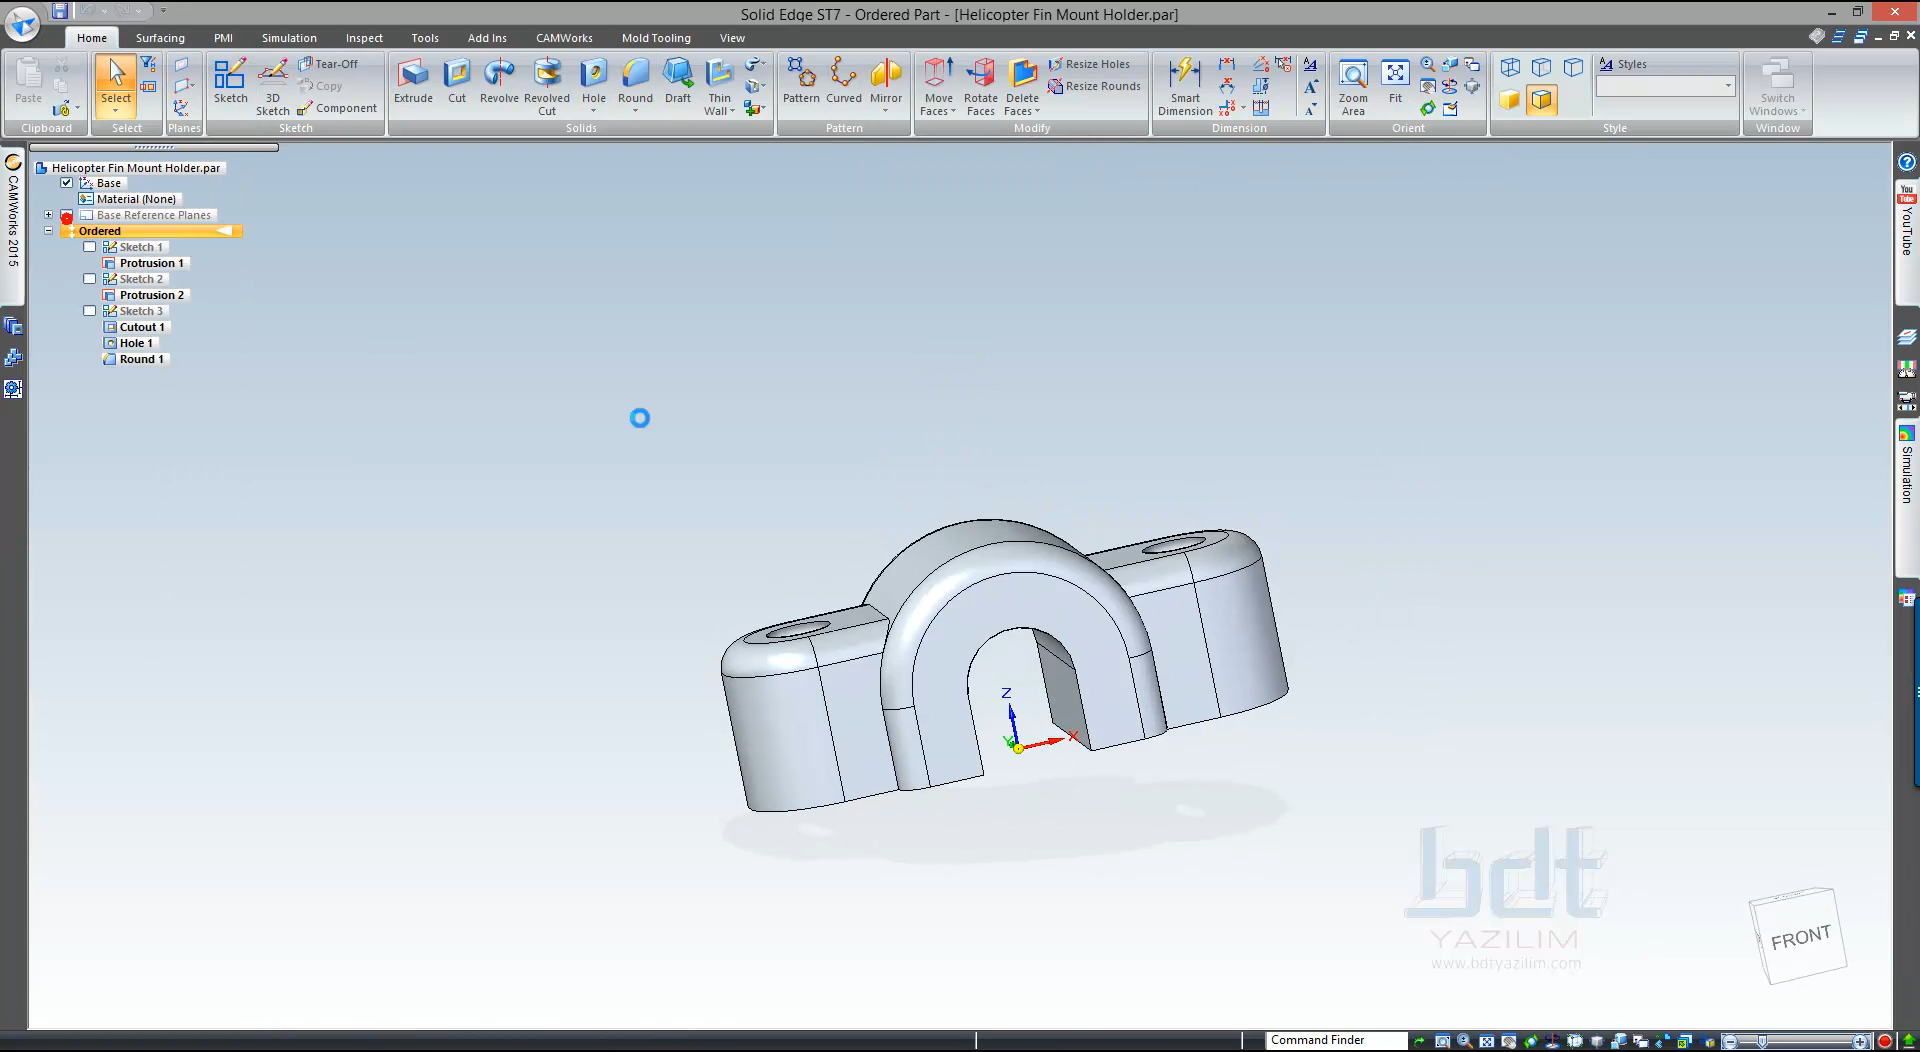 Solid Edge ST7 - Ordered Part - [Helicopter Fin Mount Holder.par]
Home Surfacing PMI Simulation Inspect Tools Add Ins CAMWorks Mold Tooling View
Paste
Clipboard
Select
Select
Planes
Sketch
3D Sketch
Tear-Off
Copy
Component
Sketch
Extrude Cut Revolve Revolved Cut Hole Round Draft Thin Wall
Solids
Pattern Curved Mirror
Pattern
Move Faces Rotate Faces Delete Faces
Resize Holes
Resize Rounds
Modify
Smart Dimension
Dimension
Zoom Area
Fit
Orient
Styles
Style
Switch Windows
Window
Helicopter Fin Mount Holder.par
Base
Material (None)
Base Reference Planes
Ordered
Sketch 1
Protrusion 1
Sketch 2
Protrusion 2
Sketch 3
Cutout 1
Hole 1
Round 1
CAMWorks 2015
You
Tube
YouTube
Simulation
Z
Y
X
bdt
YAZILIM
www.bdtyazilim.com
FRONT
Command Finder